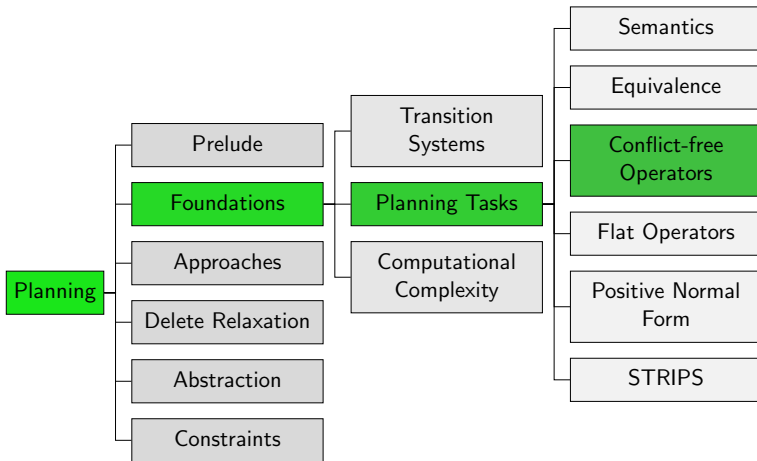 Planning
Prelude
Foundations
Approaches
Delete Relaxation
Abstraction
Constraints
Transition
Systems
Planning Tasks
Computational
Complexity
Semantics
Equivalence
Conflict-free
Operators
Flat Operators
Positive Normal
Form
STRIPS